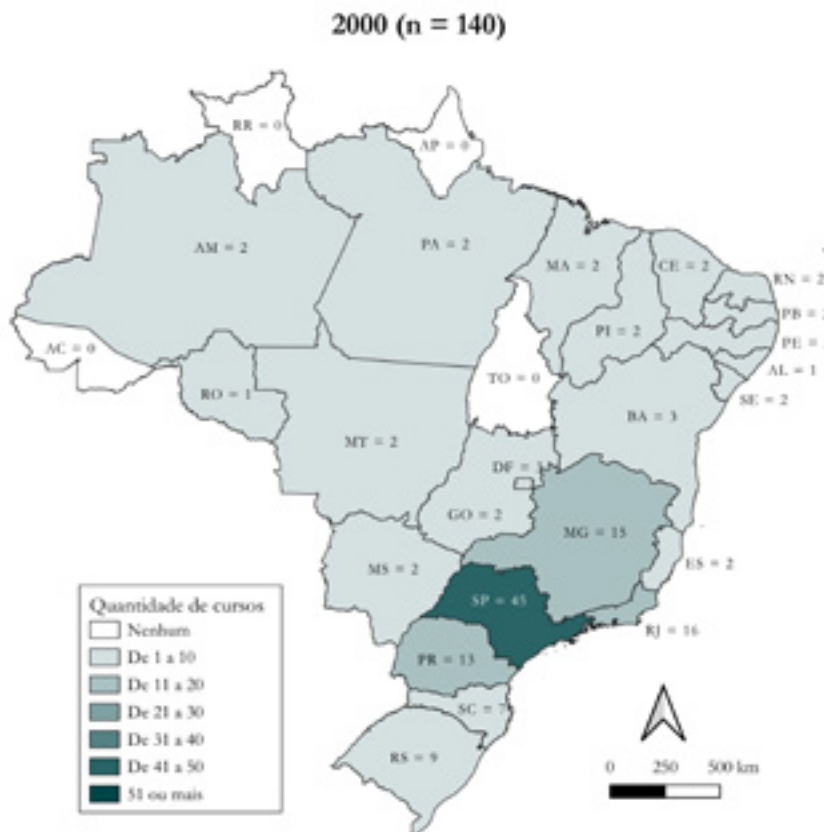 2000 (n = 140)
RR = 0
AP = 0
AM = 2
PA = 2
MA = 2
CE = 2
RN = 2
PB =
PI = 2
PE =
AC = 0
AL = 1
TO = 0
RO = 1
SE = 2
BA = 3
MT = 2
DF = 3
GO = 2
MG = 15
ES = 2
MS = 2
SP = 45
RJ = 16
PR = 13
SC = 7
RS = 9
Quantidade de cursos
Nenhum
De 1 a 10
De 11 a 20
De 21 a 30
De 31 a 40
De 41 a 50
51 ou mais
0 250 500 km